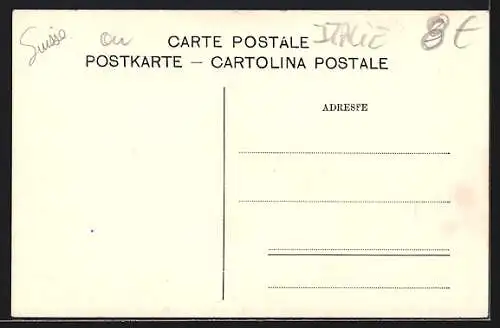 Suisse ou ITALIE 8€
CARTE POSTALE
POSTKARTE – CARTOLINA POSTALE
ADRESFE